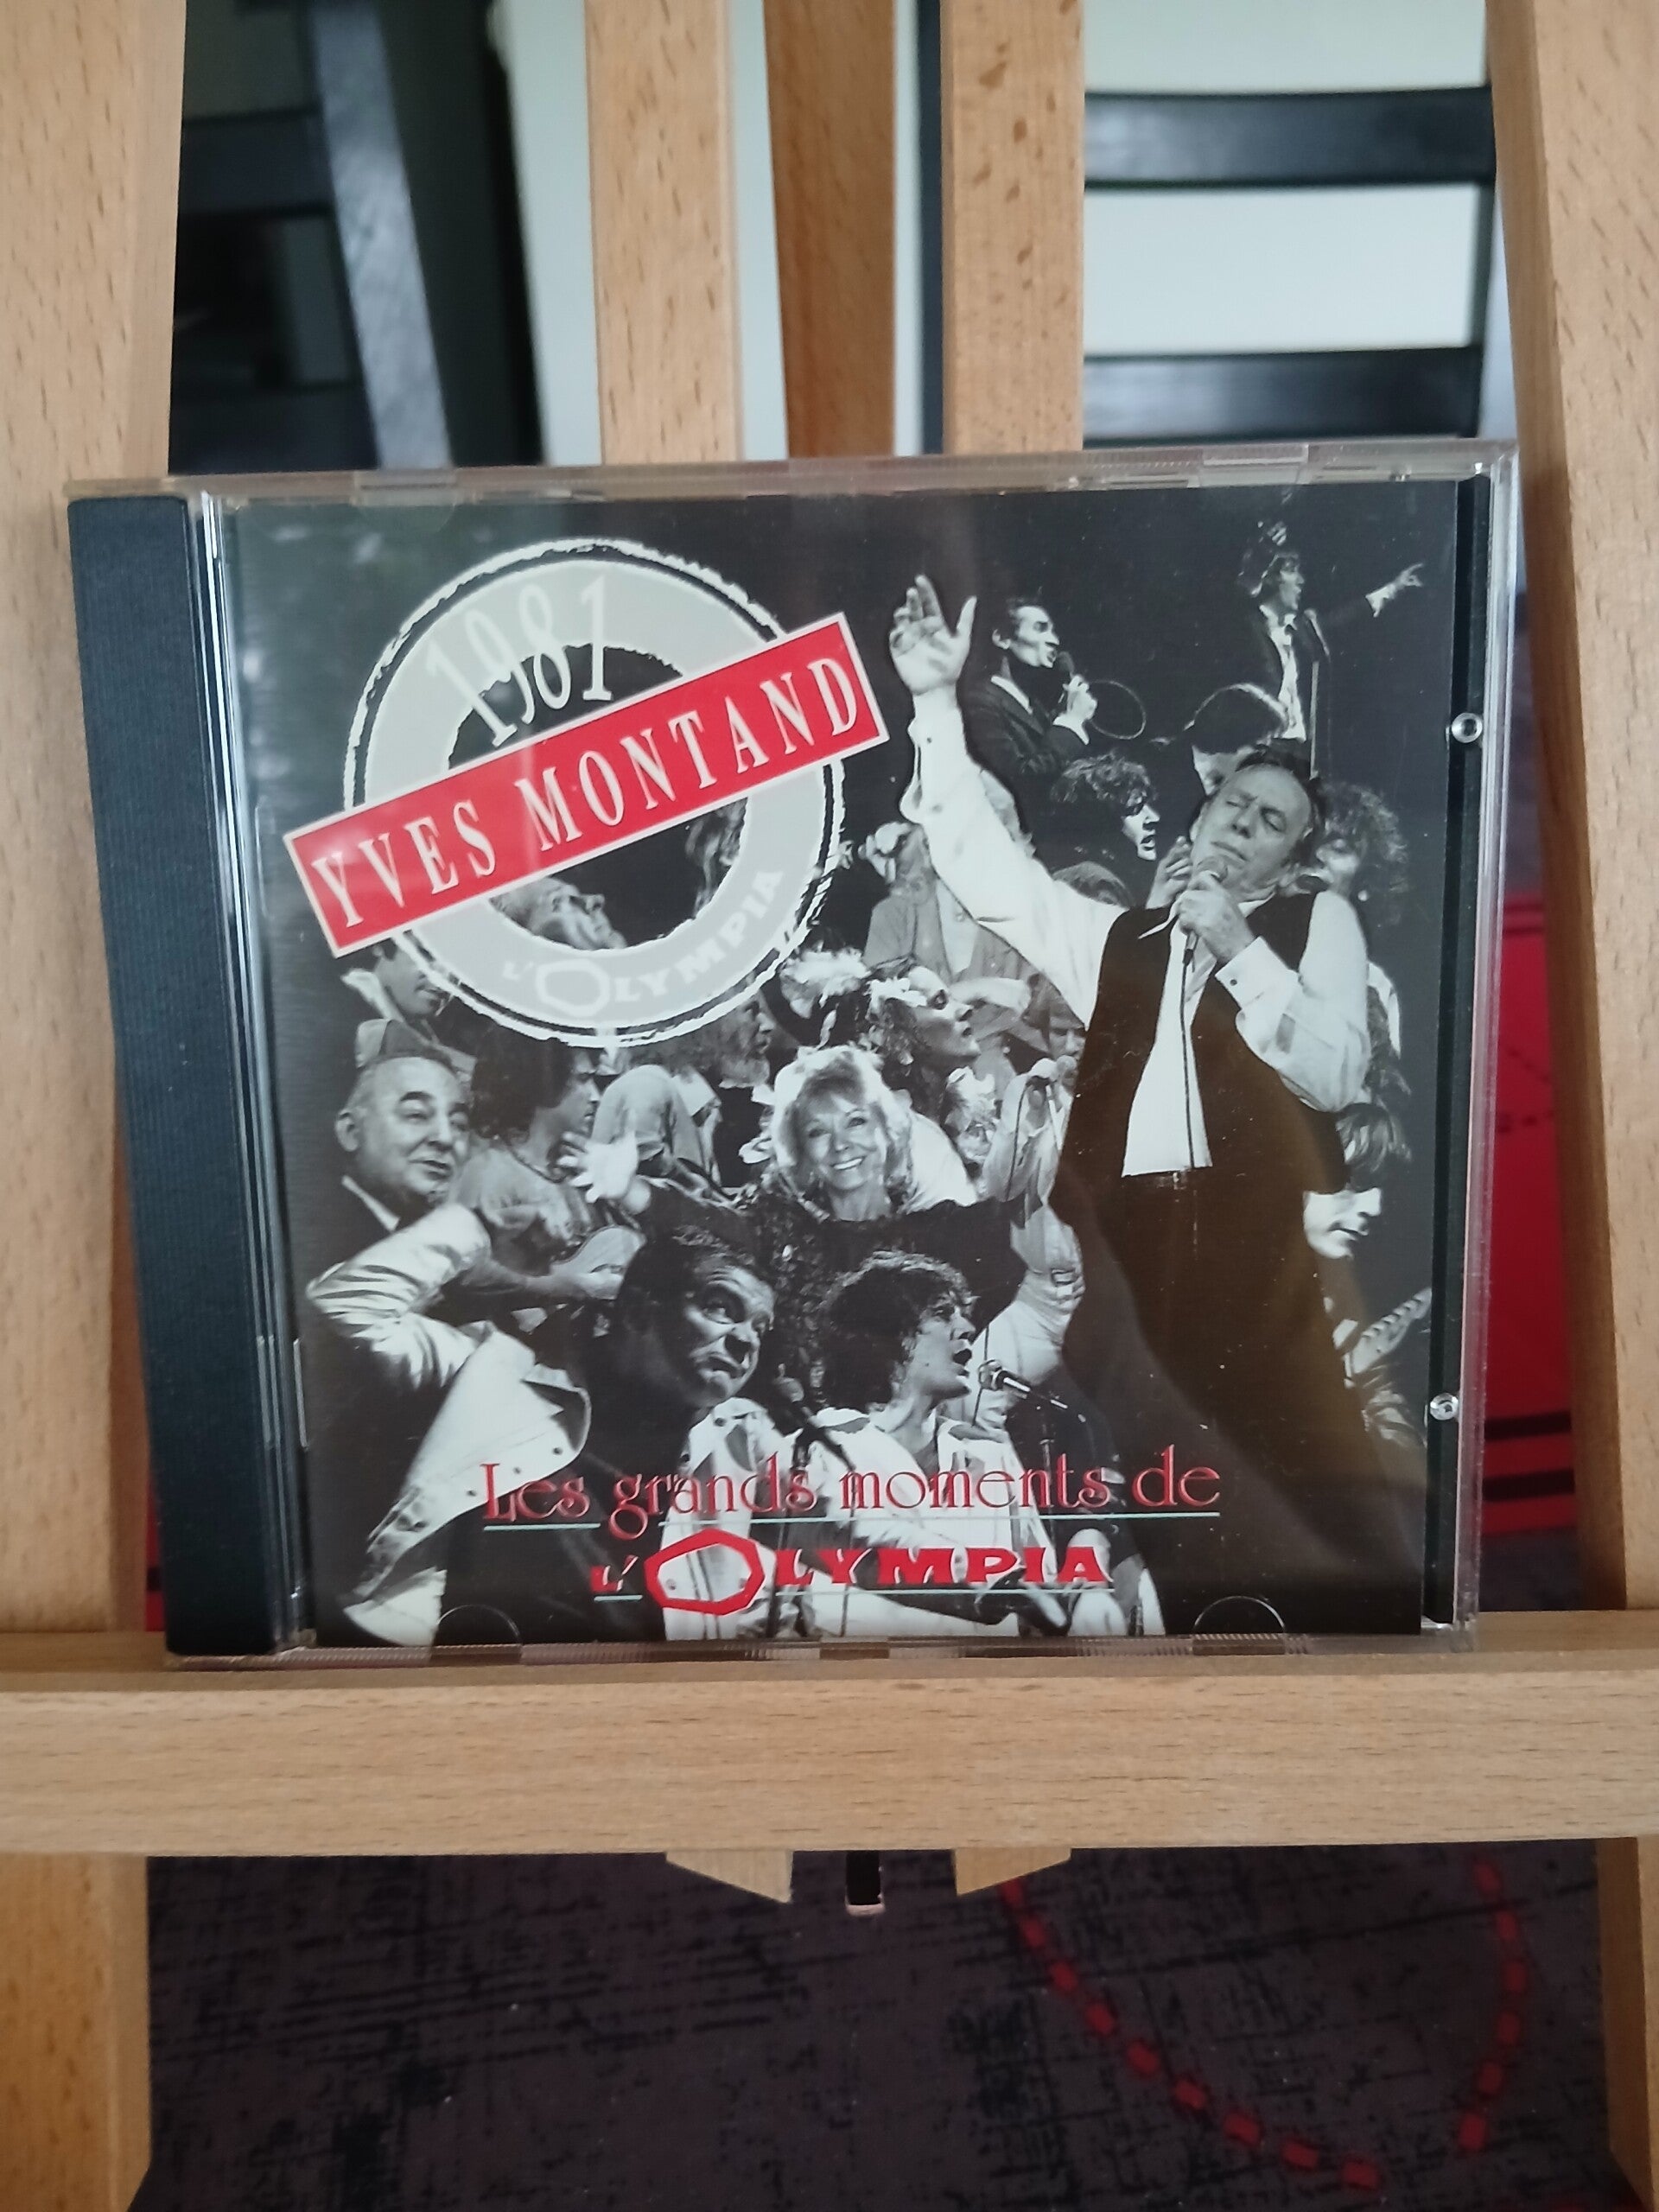 1981
YVES MONTAND
L'OLYMPIA
Les grands moments de
L'OLYMPIA